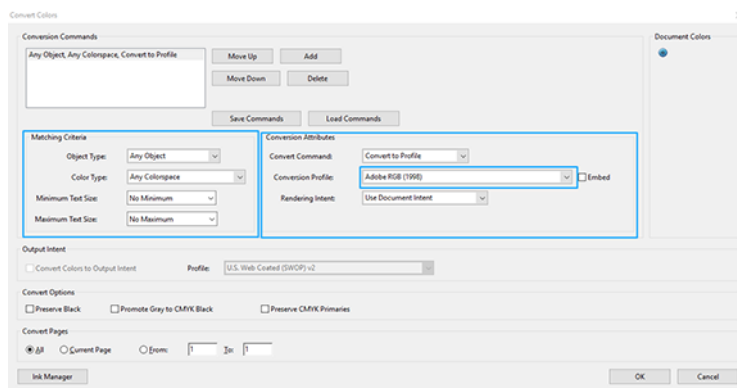 Convert Colors
Conversion Commands
Any Object, Any Colorspace, Convert to Profile
Move Up
Add
Move Down
Delete
Save Commands
Load Commands
Document Colors
Matching Criteria
Object Type: Any Object
Color Type: Any Colorspace
Minimum Text Size: No Minimum
Maximum Text Size: No Maximum
Conversion Attributes
Convert Command: Convert to Profile
Conversion Profile: Adobe RGB (1998) Embed
Rendering Intent: Use Document Intent
Output Intent
Convert Colors to Output Intent Profile: U.S. Web Coated (SWOP) v2
Convert Options
Preserve Black Promote Gray to CMYK Black Preserve CMYK Primaries
Convert Pages
All Current Page From: 1 To: 1
Ink Manager
OK
Cancel